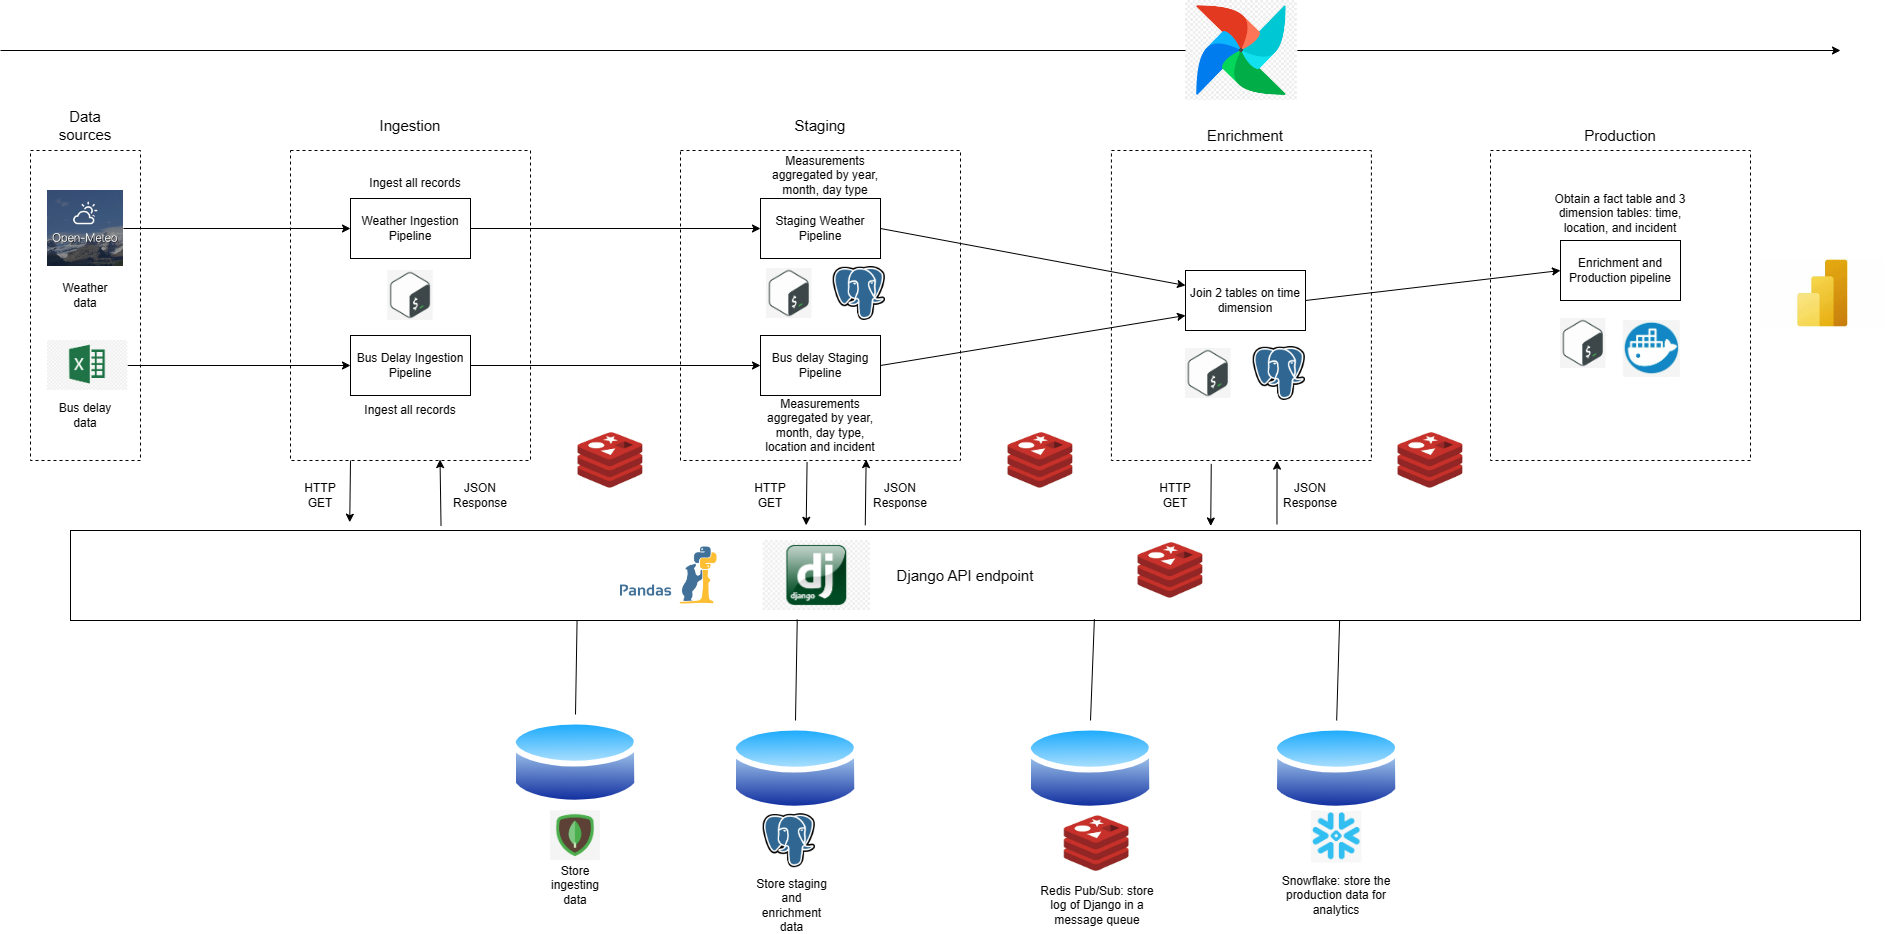 Data
sources
Ingestion
Staging
Enrichment
Production
Open-Meteo
Weather
data
X
Bus delay
data
Ingest all records
Weather Ingestion
Pipeline
$
Bus Delay Ingestion
Pipeline
Ingest all records
Measurements
aggregated by year,
month, day type
Staging Weather
Pipeline
$
Bus delay Staging
Pipeline
Measurements
aggregated by year,
month, day type,
location and incident
Join 2 tables on time
dimension
$
Obtain a fact table and 3
dimension tables: time,
location, and incident
Enrichment and
Production pipeline
$
HTTP
GET
JSON
Response
HTTP
GET
JSON
Response
HTTP
GET
JSON
Response
Pandas
dj
django
Django API endpoint
Store
ingesting
data
Store staging
and
enrichment
data
Redis Pub/Sub: store
log of Django in a
message queue
Snowflake: store the
production data for
analytics